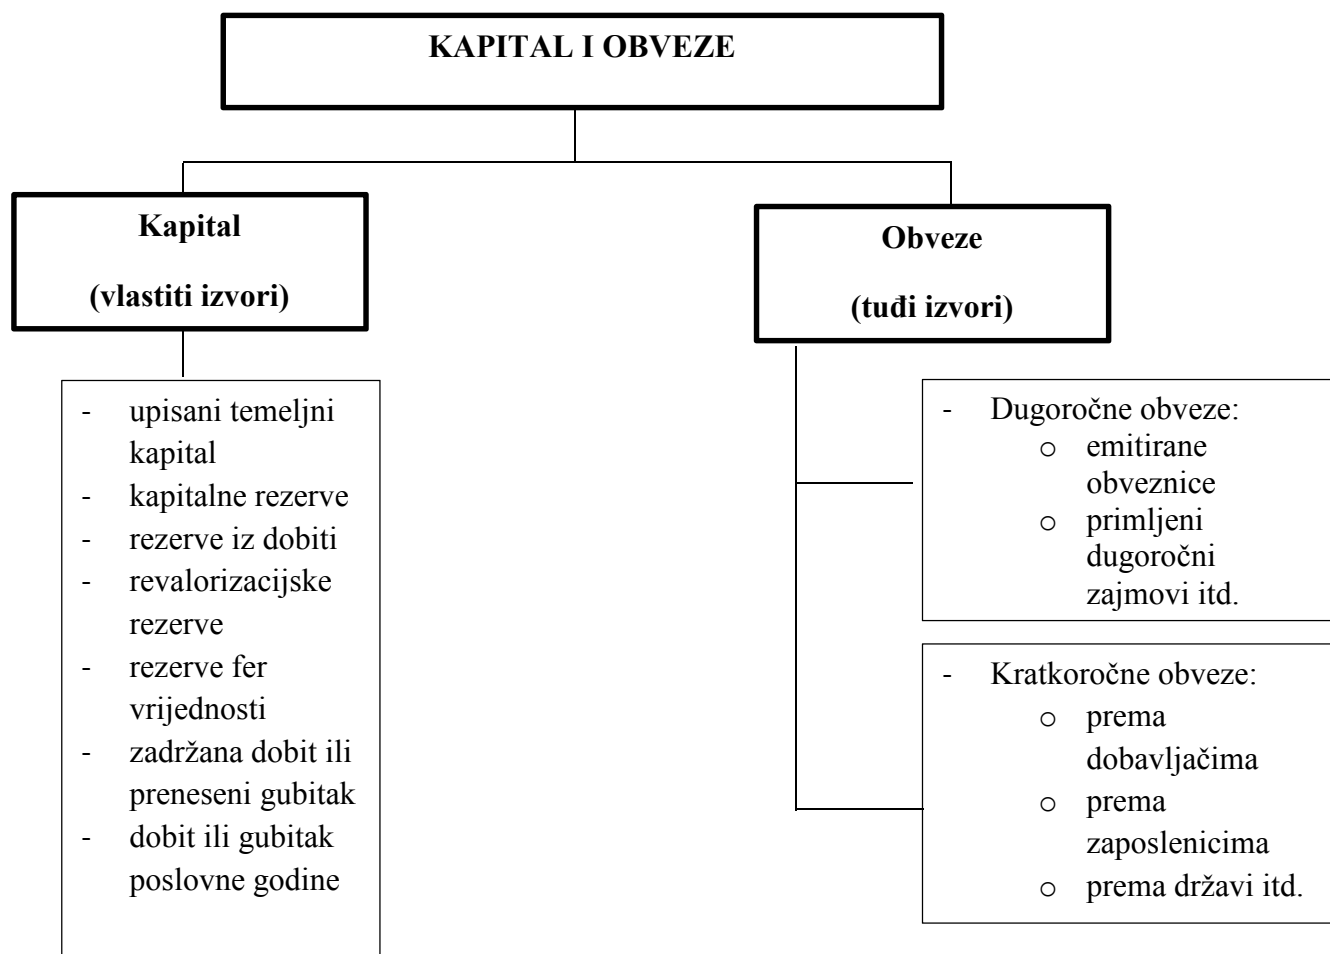 KAPITAL I OBVEZE
Kapital
(vlastiti izvori)
- upisani temeljni
kapital
- kapitalne rezerve
- rezerve iz dobiti
- revalorizacijske
rezerve
- rezerve fer
vrijednosti
- zadržana dobit ili
preneseni gubitak
- dobit ili gubitak
poslovne godine
Obveze
(tuđi izvori)
- Dugoročne obveze:
o emitirane
obveznice
o primljeni
dugoročni
zajmovi itd.
- Kratkoročne obveze:
o prema
dobavljačima
o prema
zaposlenicima
o prema državi itd.